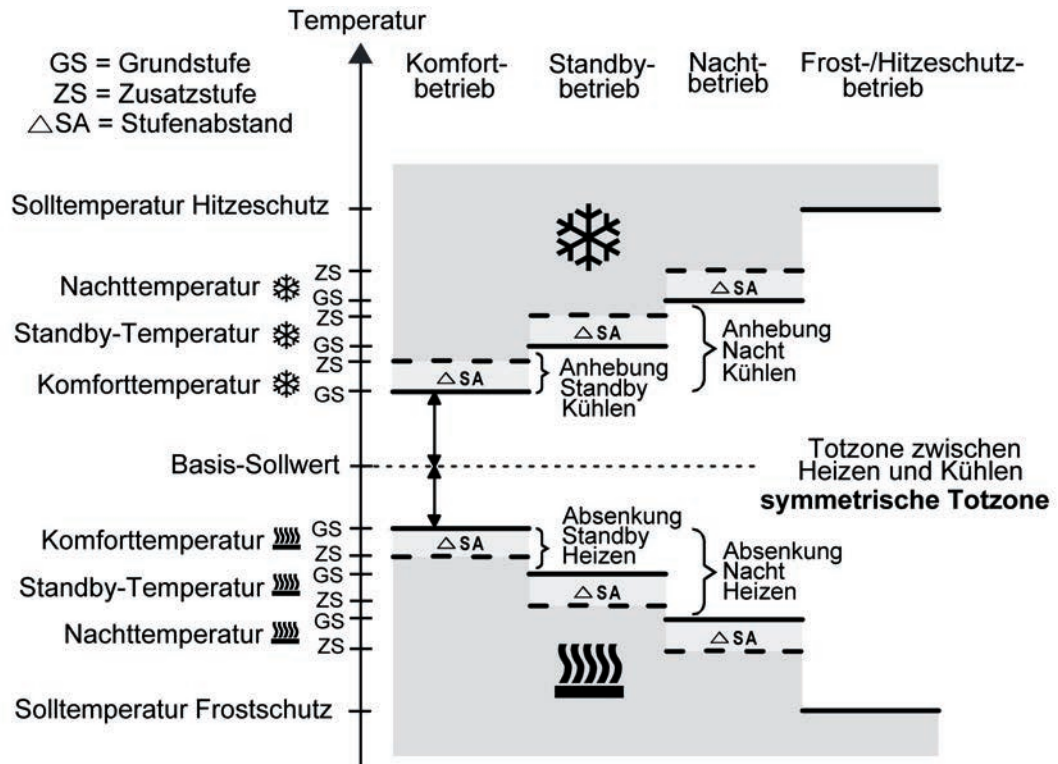 Temperatur
GS = Grundstufe
ZS = Zusatzstufe
△SA = Stufenabstand
Komfort-
betrieb
Standby-
betrieb
Nacht-
betrieb
Frost-/Hitzeschutz-
betrieb
Solltemperatur Hitzeschutz
Nachttemperatur
ZS
GS
Standby-Temperatur
ZS
GS
Komforttemperatur
ZS
GS
△SA
△SA
△SA
Anhebung
Standby
Kühlen
Anhebung
Nacht
Kühlen
Basis-Sollwert
Totzone zwischen
Heizen und Kühlen
symmetrische Totzone
Komforttemperatur
GS
ZS
Standby-Temperatur
GS
ZS
Nachttemperatur
GS
ZS
△SA
△SA
△SA
Absenkung
Standby
Heizen
Absenkung
Nacht
Heizen
Solltemperatur Frostschutz